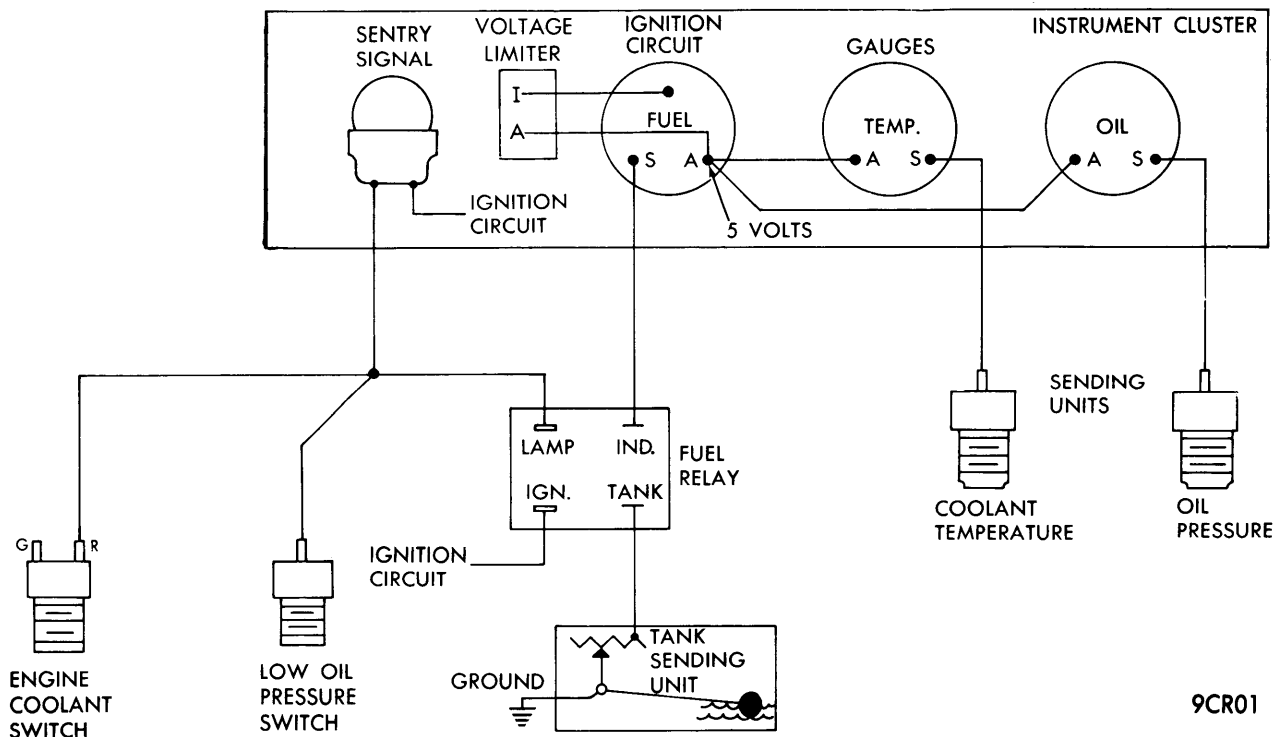 SENTRY
SIGNAL
VOLTAGE
LIMITER
IGNITION
CIRCUIT
GAUGES
INSTRUMENT CLUSTER
I
A
FUEL
S
A
TEMP.
A
S
OIL
A
S
IGNITION
CIRCUIT
5 VOLTS
SENDING
UNITS
LAMP
IND.
IGN.
TANK
FUEL
RELAY
COOLANT
TEMPERATURE
OIL
PRESSURE
G
R
IGNITION
CIRCUIT
ENGINE
COOLANT
SWITCH
LOW OIL
PRESSURE
SWITCH
GROUND
TANK
SENDING
UNIT
9CR01